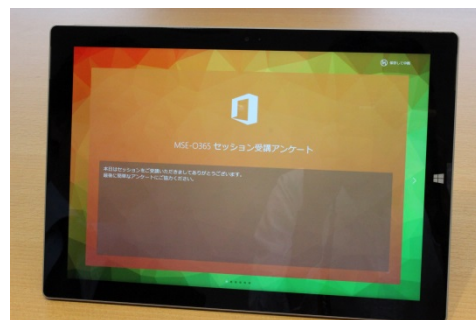 MSE-O365 セッション受講アンケート
本日はセッションをご受講いただきましてありがとうございます。
最後に簡単なアンケートにご協力ください。